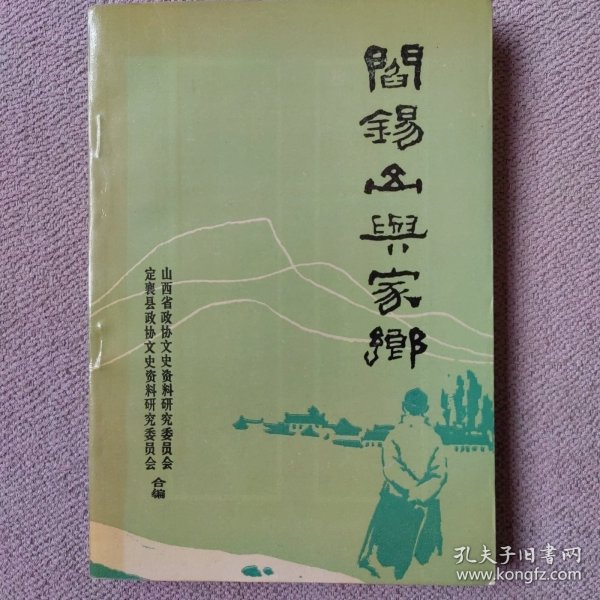 閻錫山與家鄉
山西省政协文史资料研究委员会
定襄县政协文史资料研究委员会
合编
孔夫子旧书网
www.kongfz.com